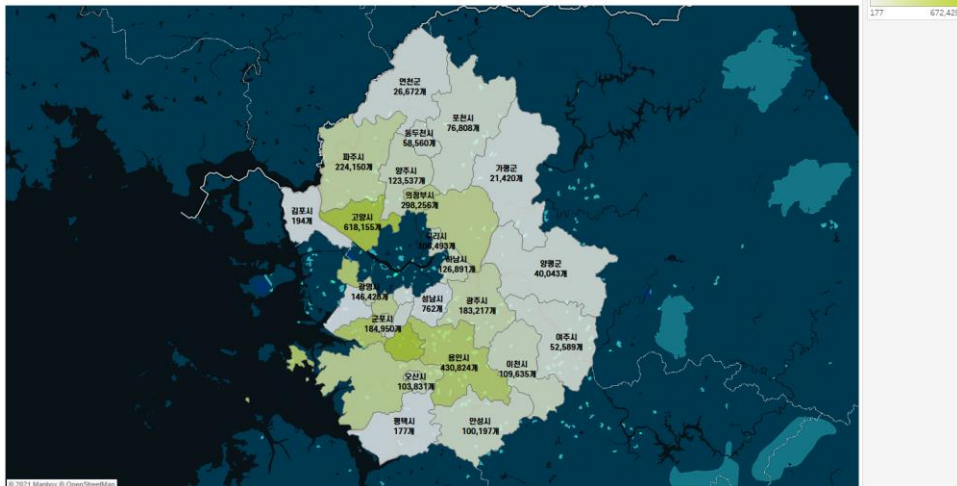 177
672,429
연천군
26,672개
포천시
76,808개
동두천시
58,560개
파주시
224,150개
양주시
123,537개
가평군
21,420개
의정부시
298,256개
김포시
194개
고양시
618,155개
구리시
하남시
126,891개
양평군
40,043개
광명시
146,428개
성남시
762개
광주시
183,217개
군포시
184,950개
여주시
52,589개
용인시
430,824개
이천시
109,635개
오산시
103,831개
평택시
177개
안성시
100,197개
© 2021 Mapbox © OpenStreetMap